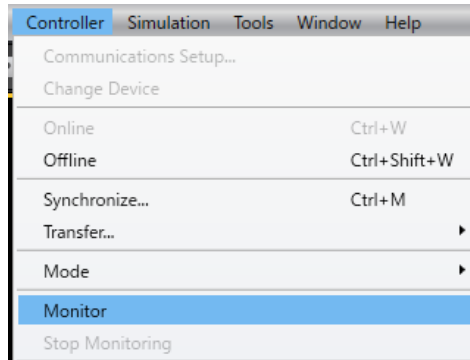 Controller Simulation Tools Window Help
Communications Setup...
Change Device
Online Ctrl+W
Offline Ctrl+Shift+W
Synchronize... Ctrl+M
Transfer...
Mode
Monitor
Stop Monitoring